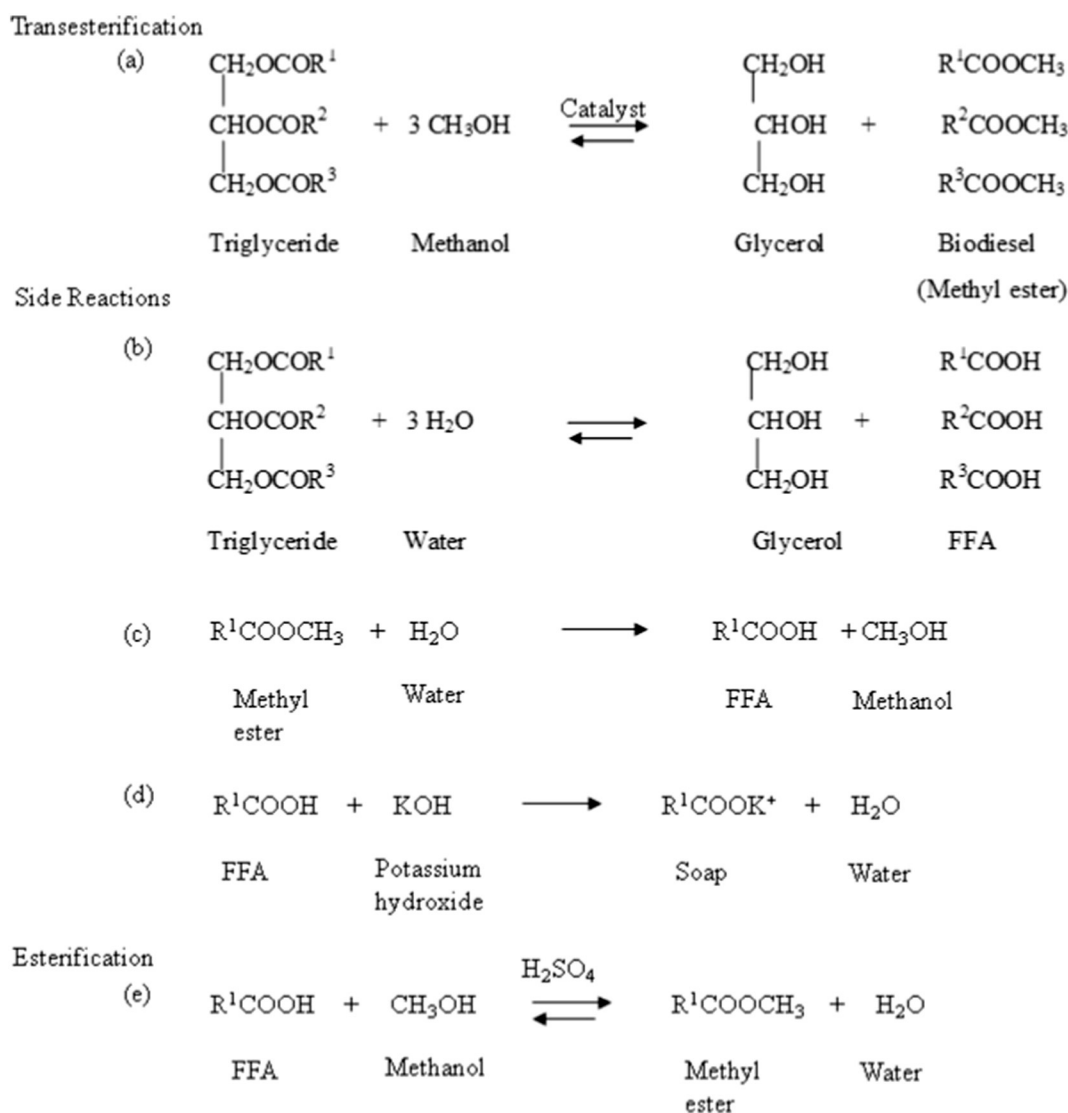 Transesterification
(a)
CH₂OCOR¹ CH₂OH R¹COOCH₃
CHOCOR² + 3 CH₃OH Catalyst CHOH + R²COOCH₃
CH₂OCOR³ CH₂OH R³COOCH₃
Triglyceride Methanol Glycerol Biodiesel
(Methyl ester)
Side Reactions
(b)
CH₂OCOR¹ CH₂OH R¹COOH
CHOCOR² + 3 H₂O CHOH + R²COOH
CH₂OCOR³ CH₂OH R³COOH
Triglyceride Water Glycerol FFA
(c) R¹COOCH₃ + H₂O R¹COOH +CH₃OH
Methyl Water FFA Methanol
ester
(d) R¹COOH + KOH R¹COOK⁺ + H₂O
FFA Potassium Soap Water
hydroxide
Esterification
(e) R¹COOH + CH₃OH H₂SO₄ R¹COOCH₃ + H₂O
FFA Methanol Methyl Water
ester